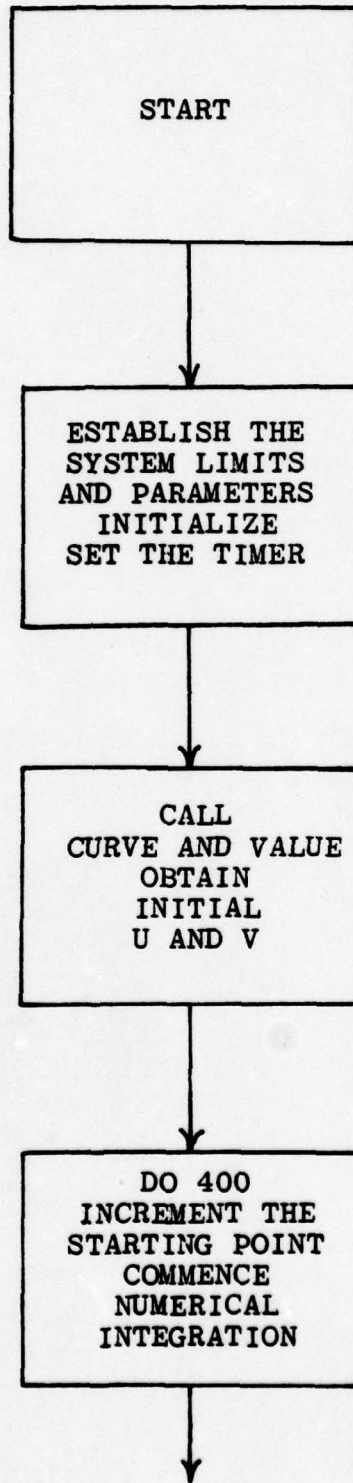 START
ESTABLISH THE
SYSTEM LIMITS
AND PARAMETERS
INITIALIZE
SET THE TIMER
CALL
CURVE AND VALUE
OBTAIN
INITIAL
U AND V
DO 400
INCREMENT THE
STARTING POINT
COMMENCE
NUMERICAL
INTEGRATION